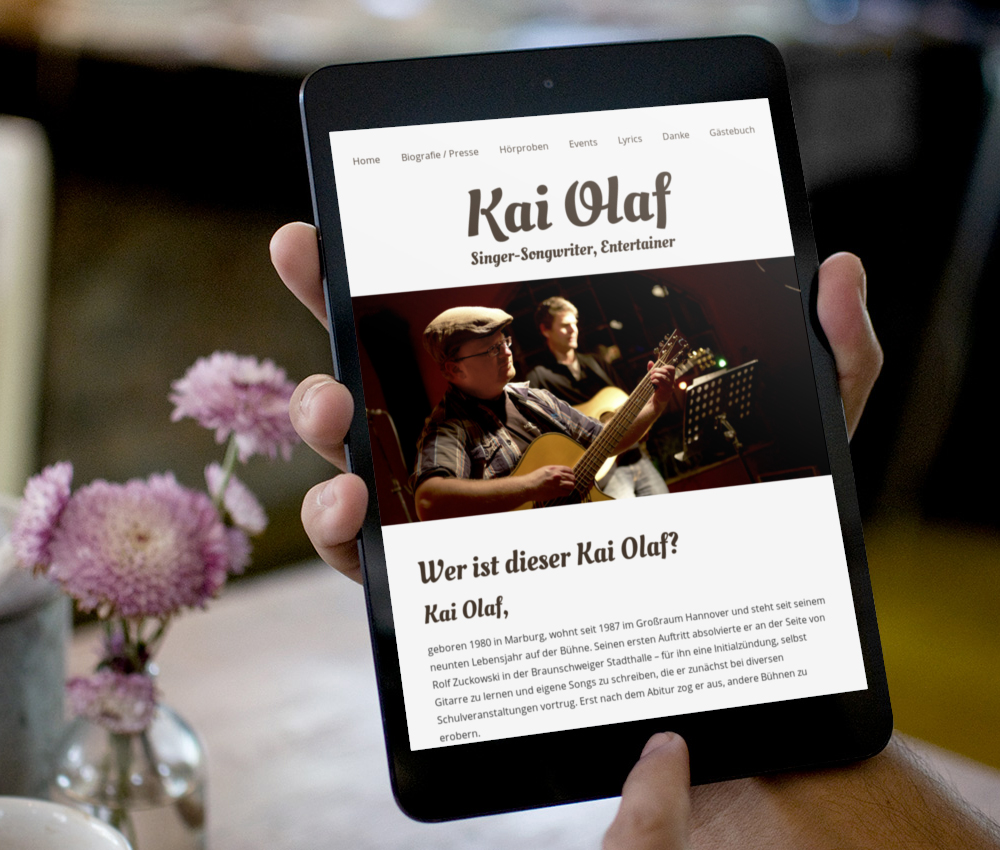 Home Biografie / Presse Hörproben Events Lyrics Danke Gästebuch
Kai Olaf
Singer-Songwriter, Entertainer
Wer ist dieser Kai Olaf?
Kai Olaf,
geboren 1980 in Marburg, wohnt seit 1987 im Großraum Hannover und steht seit seinem
neunten Lebensjahr auf der Bühne. Seinen ersten Auftritt absolvierte er an der Seite von
Rolf Zuckowski in der Braunschweiger Stadthalle – für ihn eine Initialzündung, selbst
Gitarre zu lernen und eigene Songs zu schreiben, die er zunächst bei diversen
Schulveranstaltungen vortrug. Erst nach dem Abitur zog er aus, andere Bühnen zu
erobern.